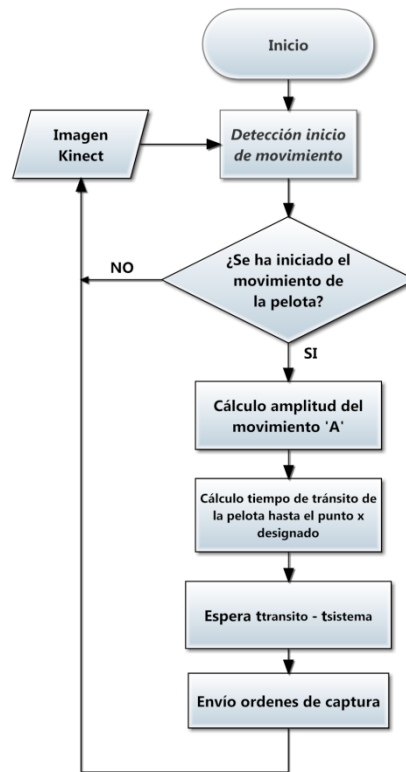 Inicio
Imagen
Kinect
Detección inicio
de movimiento
¿Se ha iniciado el
movimiento de
la pelota?
NO
SI
Cálculo amplitud del
movimiento 'A'
Cálculo tiempo de tránsito de
la pelota hasta el punto x
designado
Espera ttransito - tsistema
Envío ordenes de captura